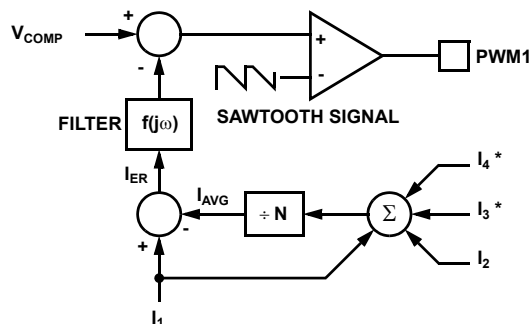 V_COMP
+
-
+
-
PWM1
SAWTOOTH SIGNAL
FILTER
f(jω)
I_ER
I_AVG
÷ N
Σ
I_4 *
I_3 *
I_2
+
-
I_1